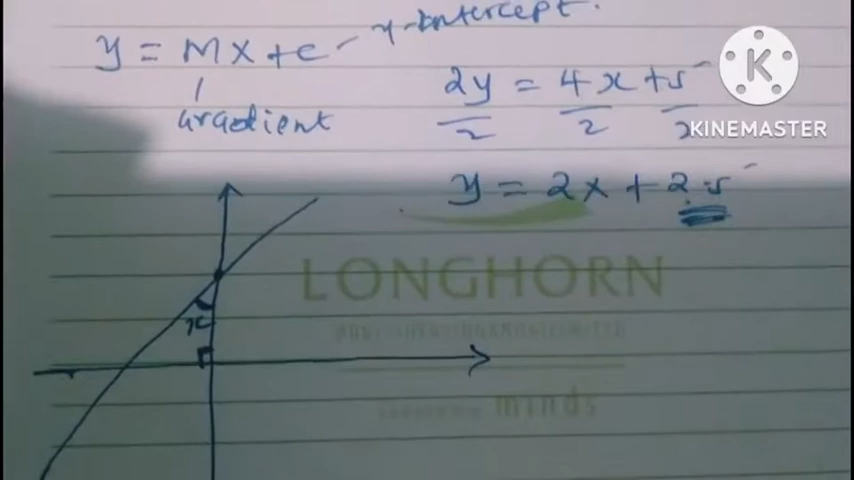 y-intercept.
y = Mx + c
Gradient
2y = 4x + 5
2 2 2
y = 2x + 2.5
x
K
KINEMASTER
LONGHORN
minds